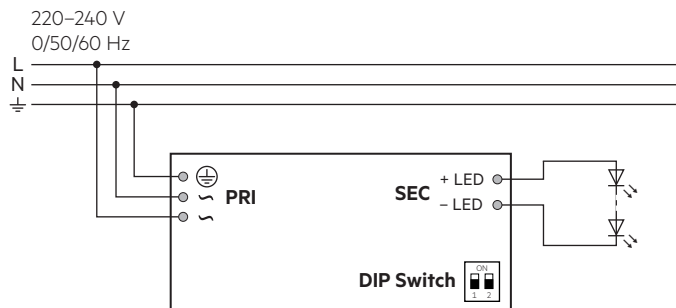 220–240 V
0/50/60 Hz
L
N
PRI
SEC
+ LED
– LED
DIP Switch
ON
1 2